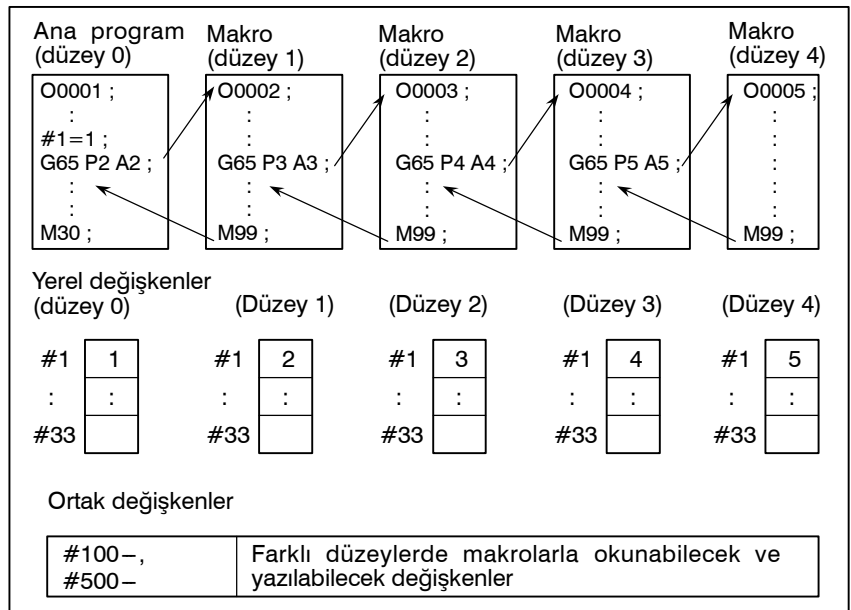 Ana program
(düzey 0)
Makro
(düzey 1)
Makro
(düzey 2)
Makro
(düzey 3)
Makro
(düzey 4)
O0001 ;
:
#1=1 ;
G65 P2 A2 ;
:
:
M30 ;
O0002 ;
:
:
G65 P3 A3 ;
:
:
M99 ;
O0003 ;
:
:
G65 P4 A4 ;
:
:
M99 ;
O0004 ;
:
:
G65 P5 A5 ;
:
:
M99 ;
O0005 ;
:
:
:
:
:
M99 ;
Yerel değişkenler
(düzey 0)
(Düzey 1)
(Düzey 2)
(Düzey 3)
(Düzey 4)
#1 1
: :
#33
#1 2
: :
#33
#1 3
: :
#33
#1 4
: :
#33
#1 5
: :
#33
Ortak değişkenler
#100−,
#500−
Farklı düzeylerde makrolarla okunabilecek ve
yazılabilecek değişkenler